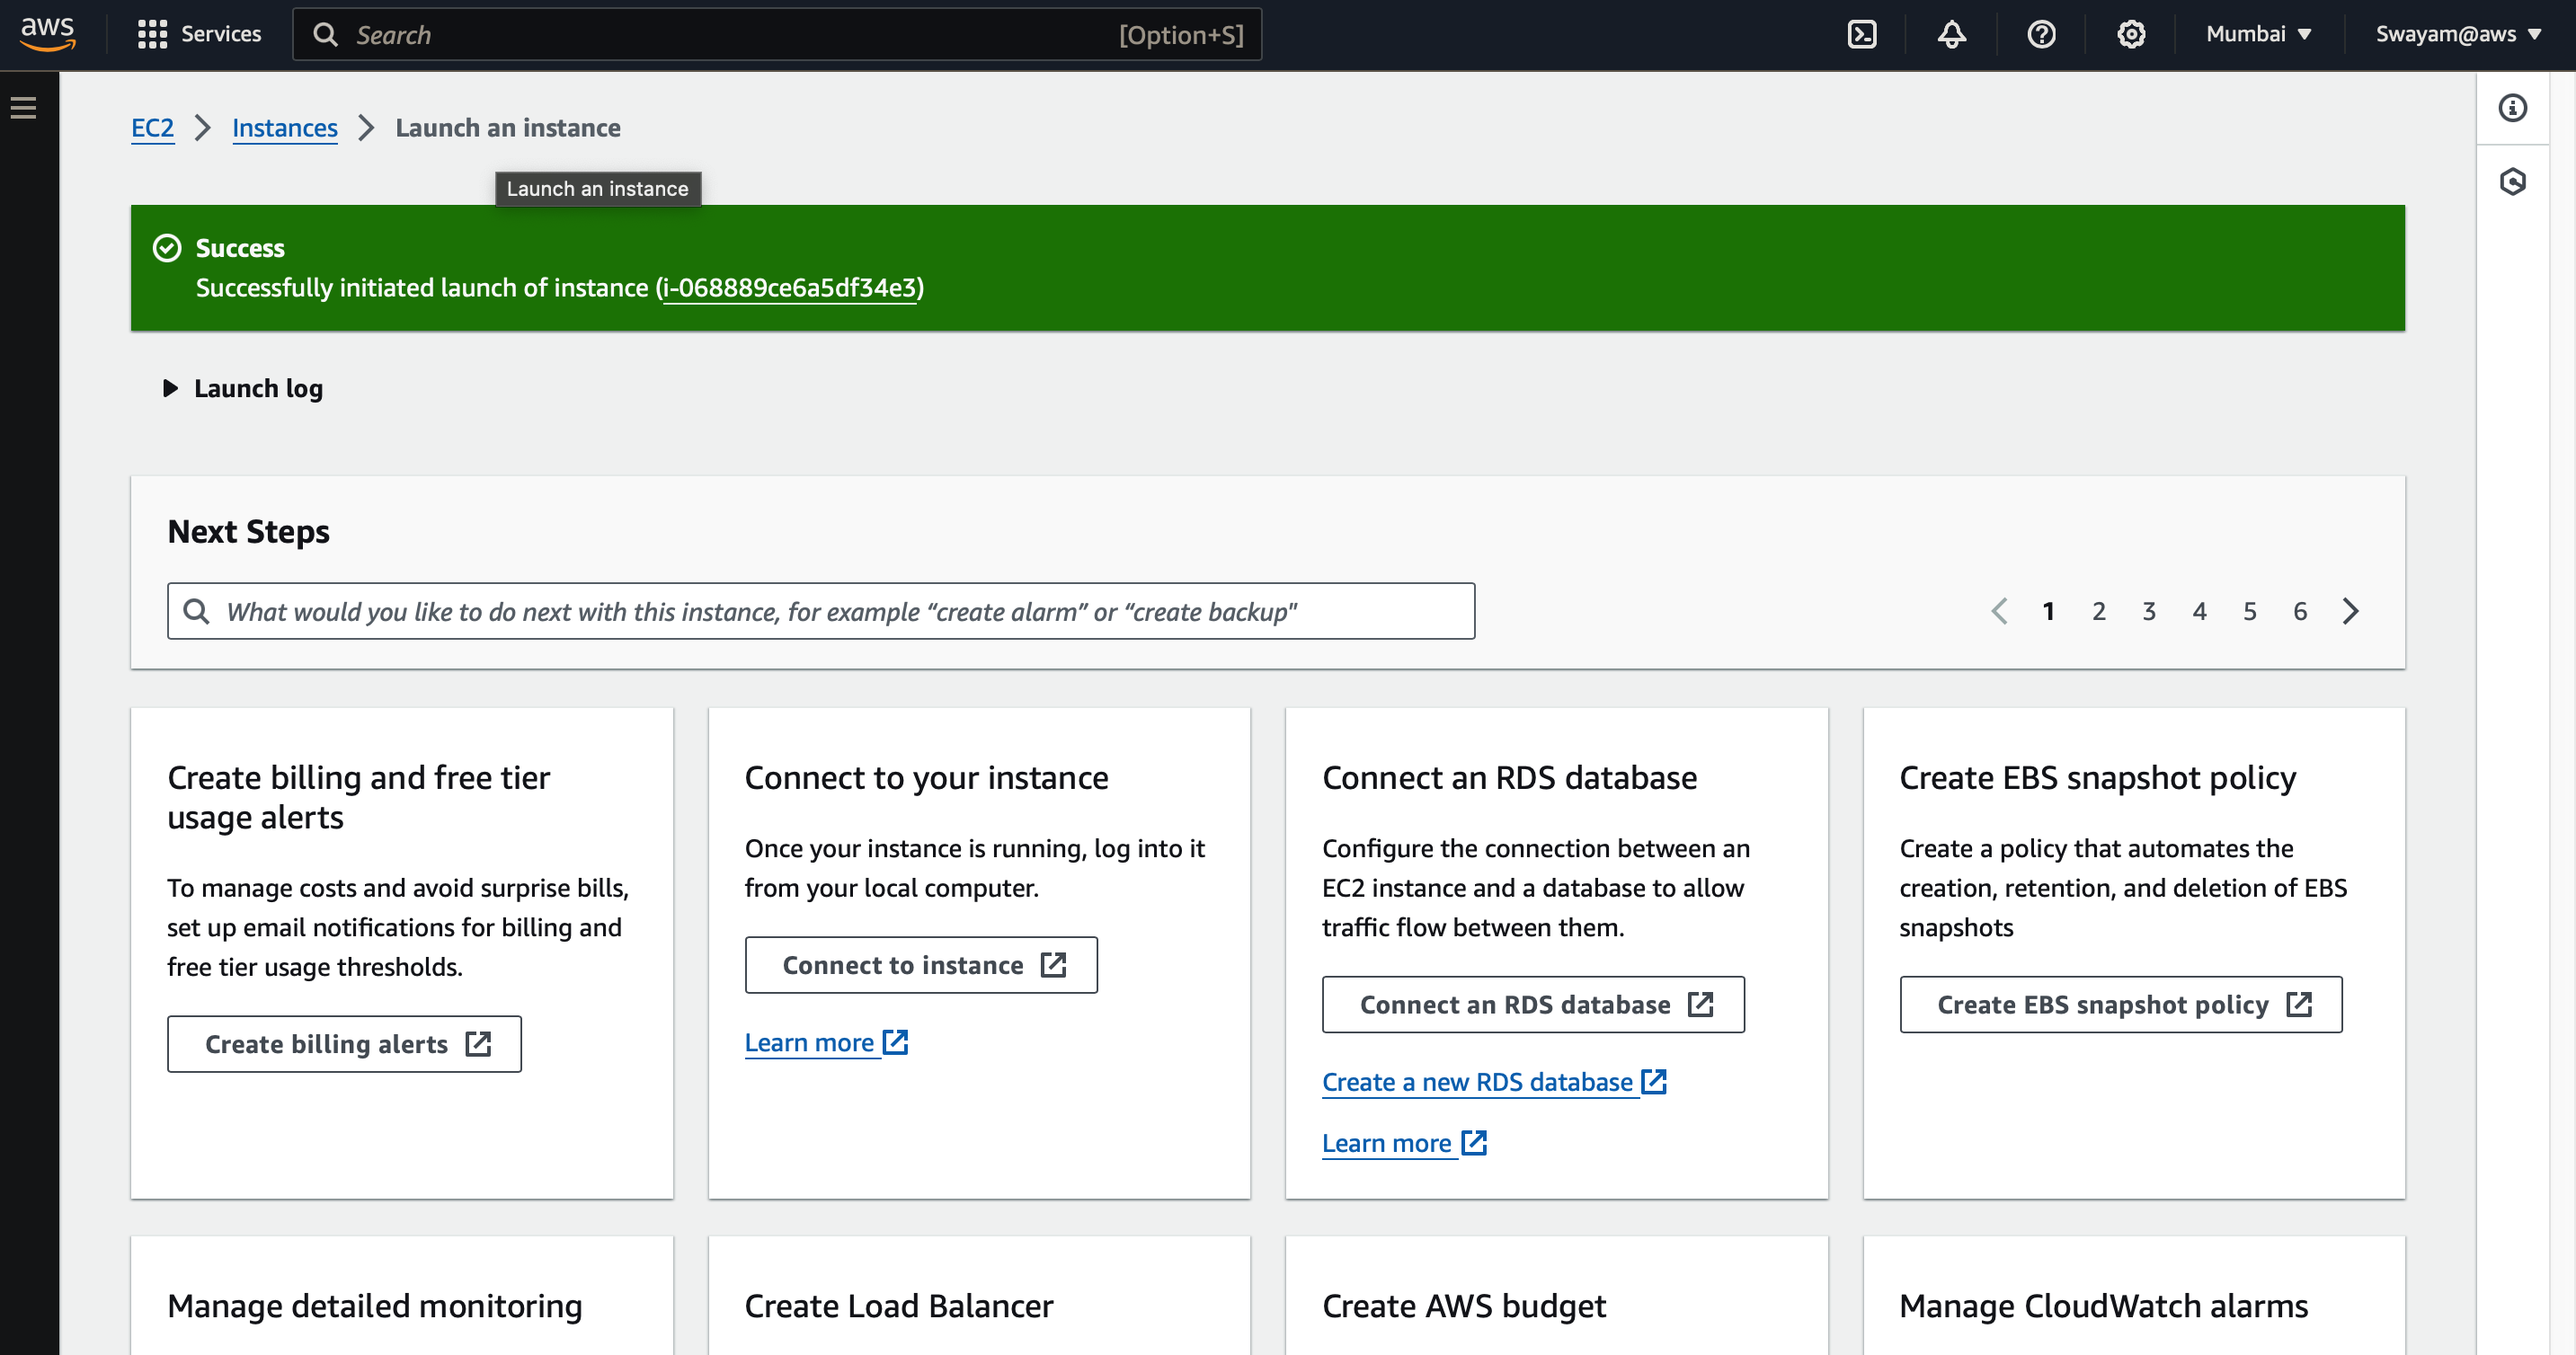 aws
Services
Search
[Option+S]
Mumbai
Swayam@aws
EC2
Instances
Launch an instance
Launch an instance
Success
Successfully initiated launch of instance (i-068889ce6a5df34e3)
Launch log
Next Steps
What would you like to do next with this instance, for example “create alarm” or “create backup"
1 2 3 4 5 6
Create billing and free tier
usage alerts
To manage costs and avoid surprise bills,
set up email notifications for billing and
free tier usage thresholds.
Create billing alerts
Connect to your instance
Once your instance is running, log into it
from your local computer.
Connect to instance
Learn more
Connect an RDS database
Configure the connection between an
EC2 instance and a database to allow
traffic flow between them.
Connect an RDS database
Create a new RDS database
Learn more
Create EBS snapshot policy
Create a policy that automates the
creation, retention, and deletion of EBS
snapshots
Create EBS snapshot policy
Manage detailed monitoring
Create Load Balancer
Create AWS budget
Manage CloudWatch alarms